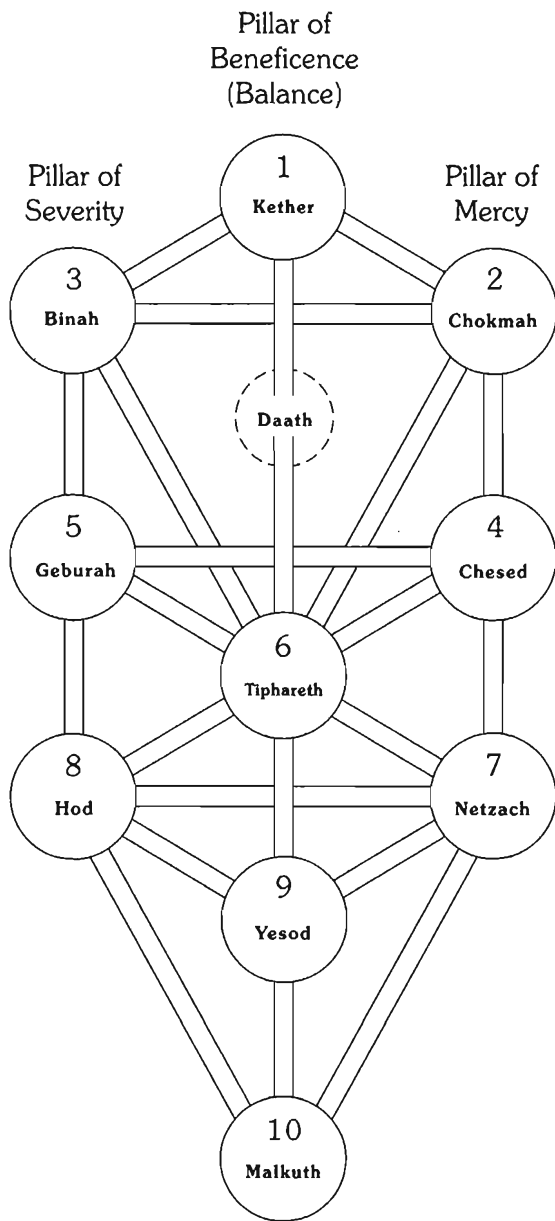 Pillar of
Beneficence
(Balance)
Pillar of
Severity
Pillar of
Mercy
1
Kether
3
Binah
2
Chokmah
Daath
5
Geburah
4
Chesed
6
Tiphareth
8
Hod
7
Netzach
9
Yesod
10
Malkuth